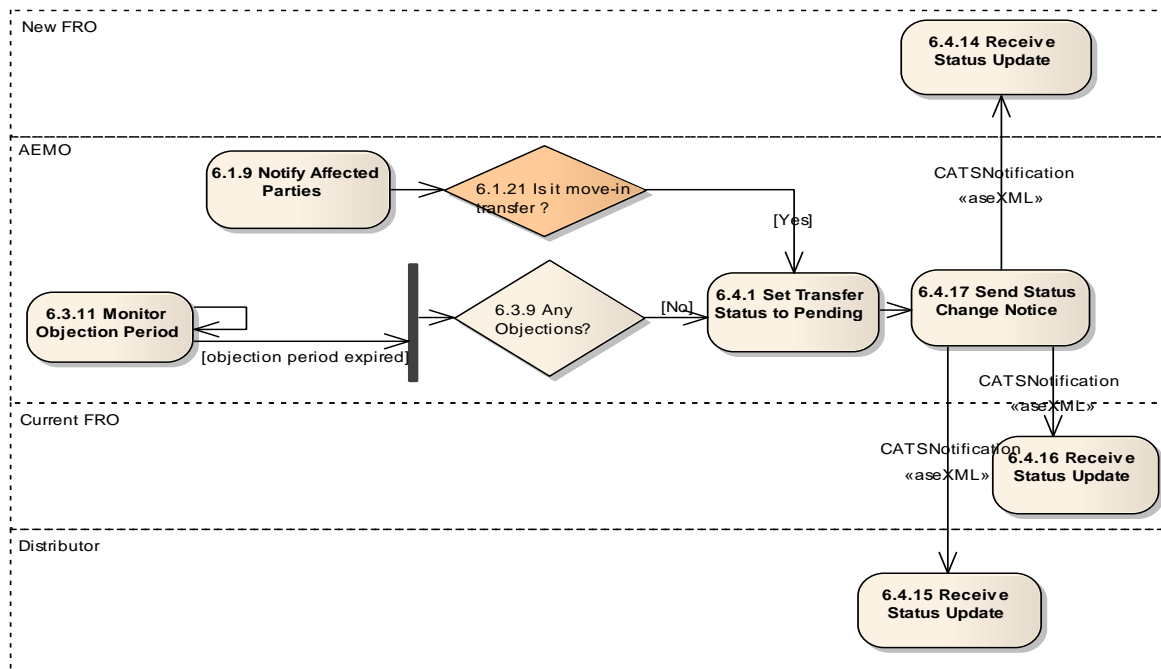 New FRO
6.4.14 Receive
Status Update
AEMO
6.1.9 Notify Affected
Parties
6.1.21 Is it move-in
transfer ?
[Yes]
CATSNotification
«aseXML»
6.3.11 Monitor
Objection Period
[objection period expired]
6.3.9 Any
Objections?
[No]
6.4.1 Set Transfer
Status to Pending
6.4.17 Send Status
Change Notice
CATSNotification
«aseXML»
Current FRO
CATSNotification
«aseXML»
6.4.16 Receive
Status Update
Distributor
6.4.15 Receive
Status Update